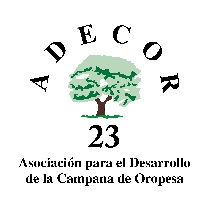 ADECOR
23
Asociación para el Desarrollo
de la Campana de Oropesa